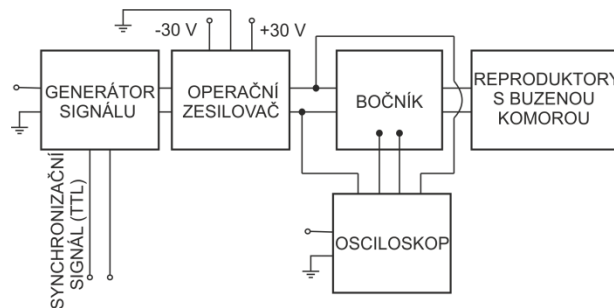 -30 V
+30 V
GENERÁTOR
SIGNÁLU
OPERAČNÍ
ZESILOVAČ
BOČNÍK
REPRODUKTORY
S BUZENOU
KOMOROU
SYNCHRONIZAČNÍ
SIGNÁL (TTL)
OSCILOSKOP